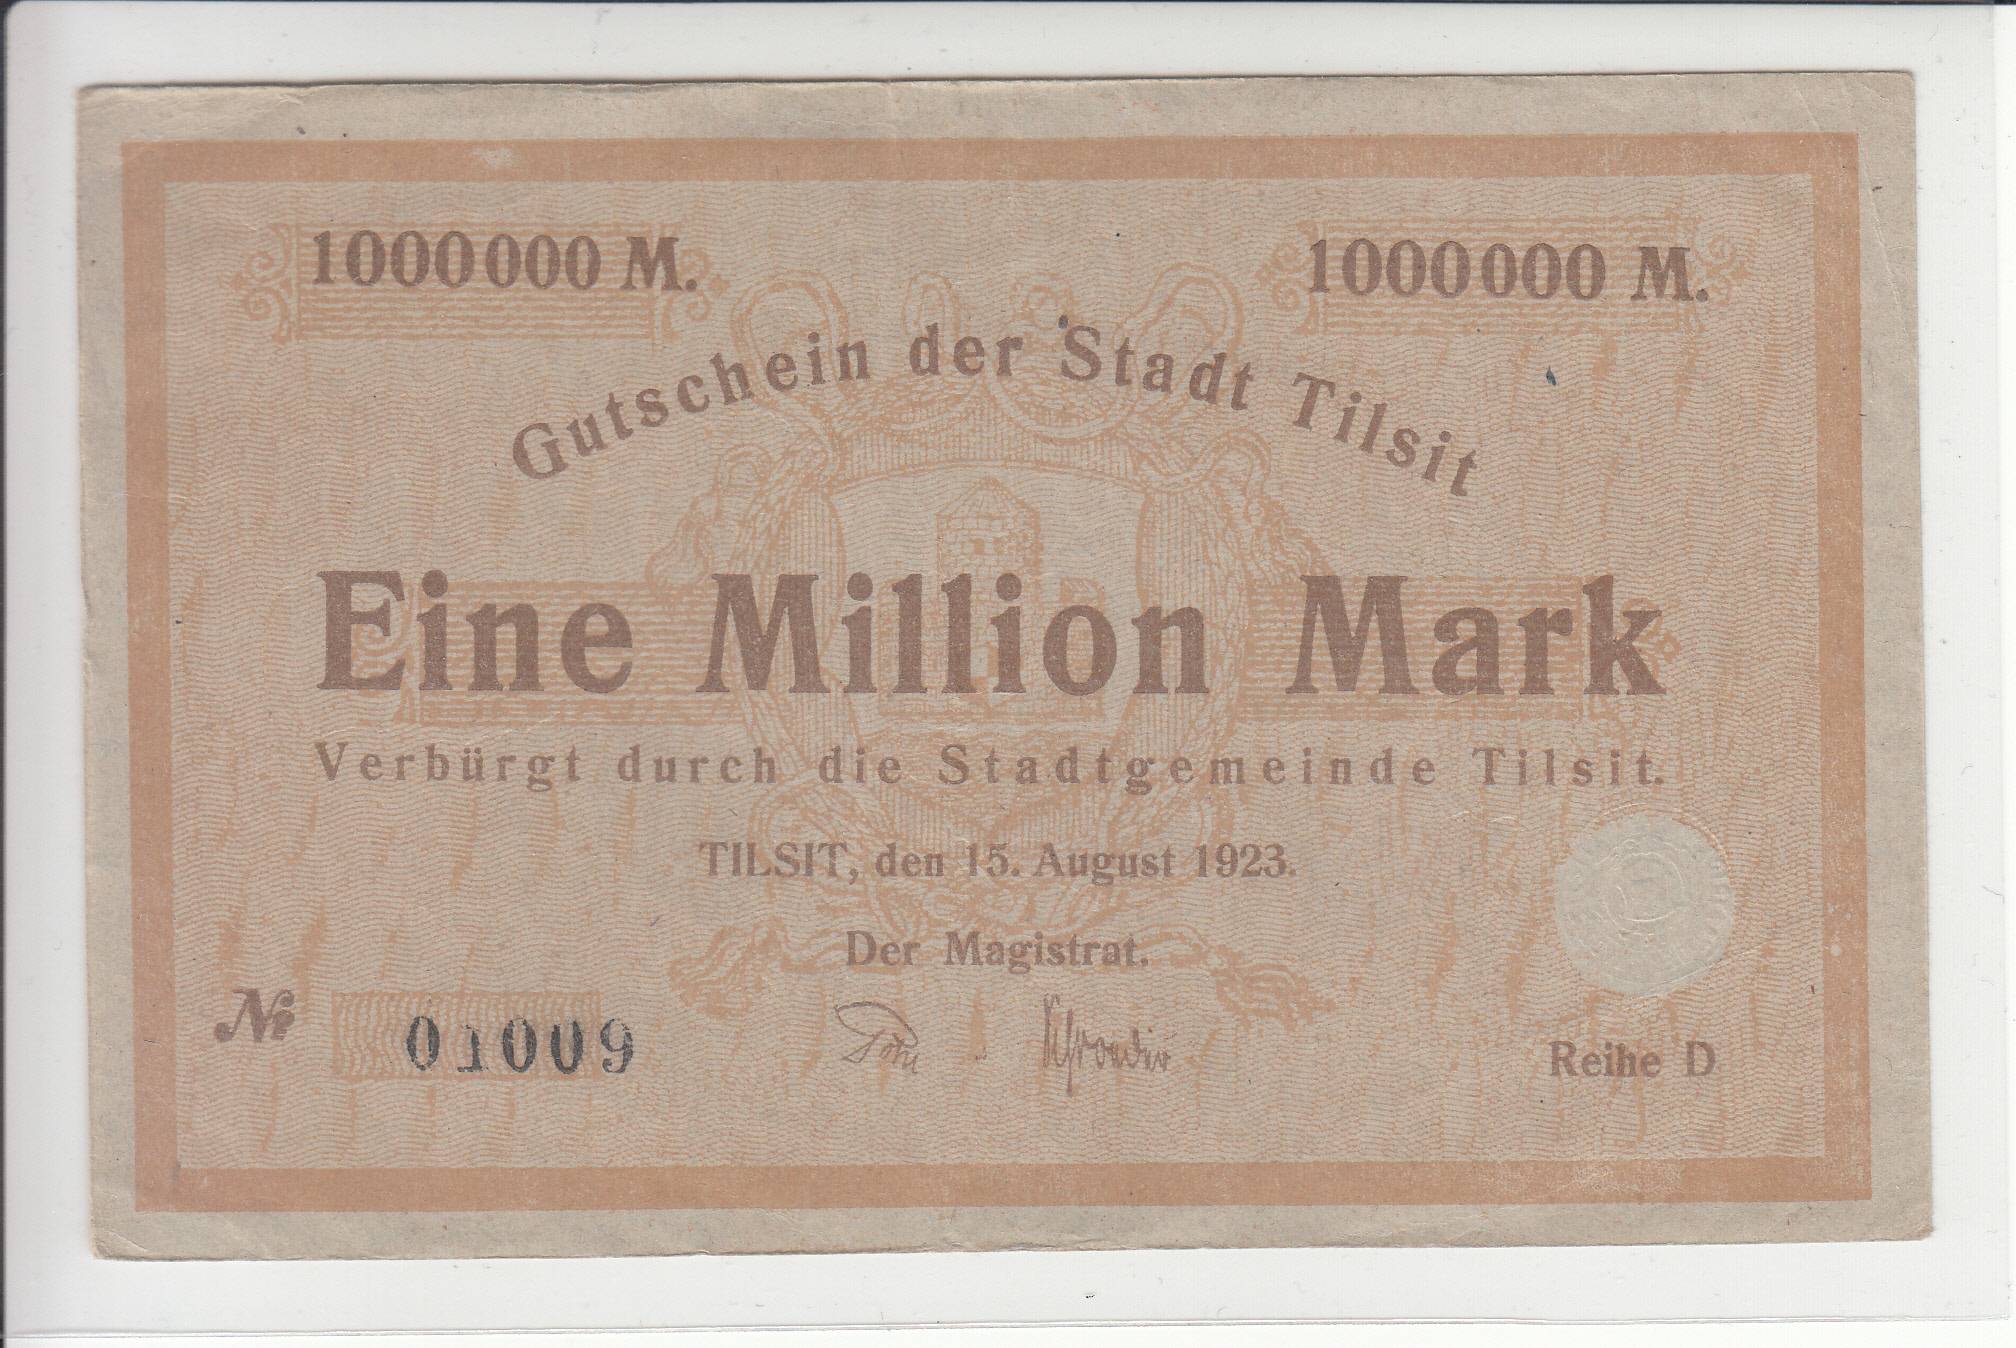 1000000 M. 1000000 M.
Gutschein der Stadt Tilsit
Eine Million Mark
Verbürgt durch die Stadtgemeinde Tilsit.
TILSIT, den 15. August 1923.
Der Magistrat.
№ 01009
Reihe D